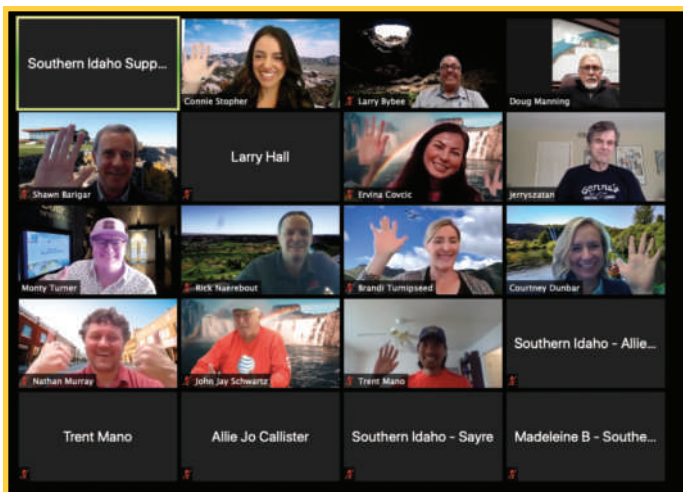 Southern Idaho Supp...
Connie Stopher
Larry Bybee
Doug Manning
Shawn Barigar
Larry Hall
Ervina Covcic
jerryszatan
Monty Turner
Rick Naerebout
Brandi Turnipseed
Courtney Dunbar
Nathan Murray
John Jay Schwartz
Trent Mano
Southern Idaho - Allie...
Trent Mano
Allie Jo Callister
Southern Idaho - Sayre
Madeleine B - Southe...